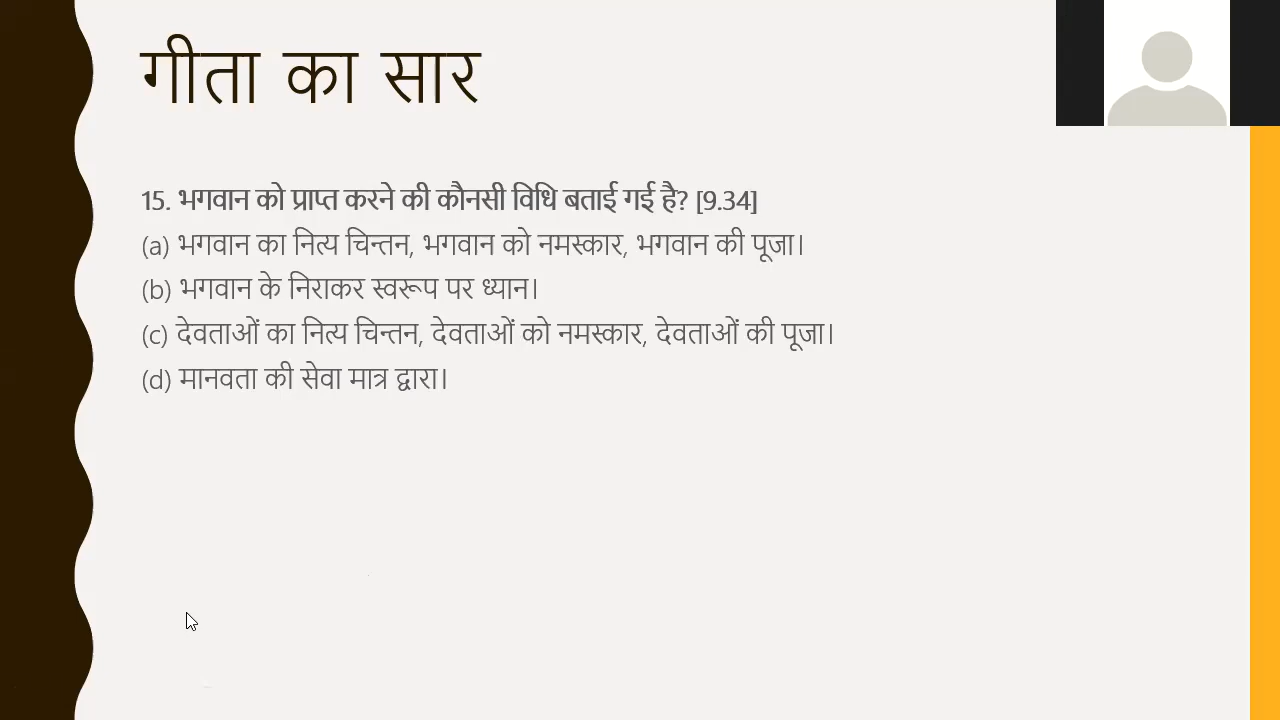 गीता का सार
15. भगवान को प्राप्त करने की कौनसी विधि बताई गई है? [9.34]
(a) भगवान का नित्य चिन्तन, भगवान को नमस्कार, भगवान की पूजा।
(b) भगवान के निराकर स्वरूप पर ध्यान।
(c) देवताओं का नित्य चिन्तन, देवताओं को नमस्कार, देवताओं की पूजा।
(d) मानवता की सेवा मात्र द्वारा।